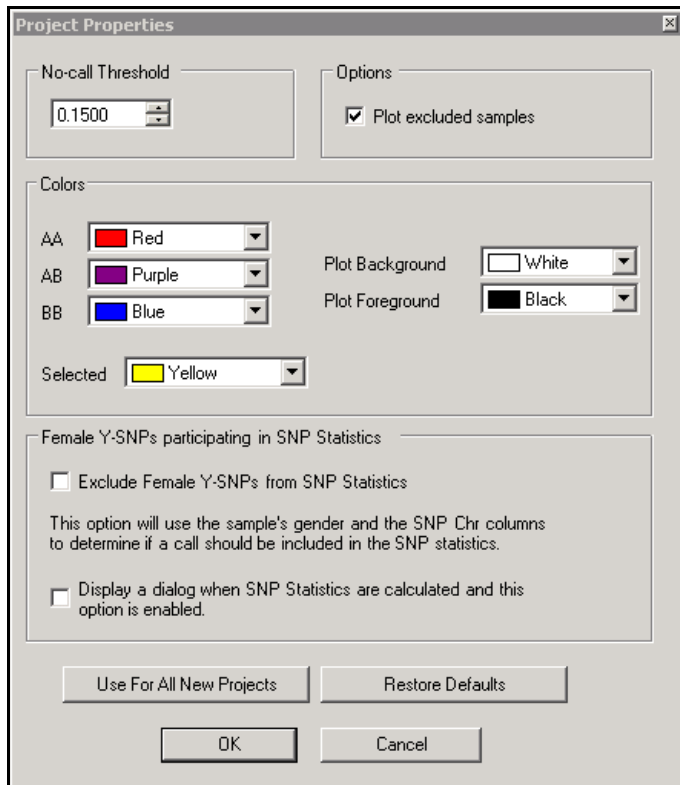 Project Properties
No-call Threshold
0.1500
Options
Plot excluded samples
Colors
AA Red
AB Purple
BB Blue
Plot Background White
Plot Foreground Black
Selected Yellow
Female Y-SNPs participating in SNP Statistics
Exclude Female Y-SNPs from SNP Statistics
This option will use the sample's gender and the SNP Chr columns
to determine if a call should be included in the SNP statistics.
Display a dialog when SNP Statistics are calculated and this
option is enabled.
Use For All New Projects
Restore Defaults
OK
Cancel